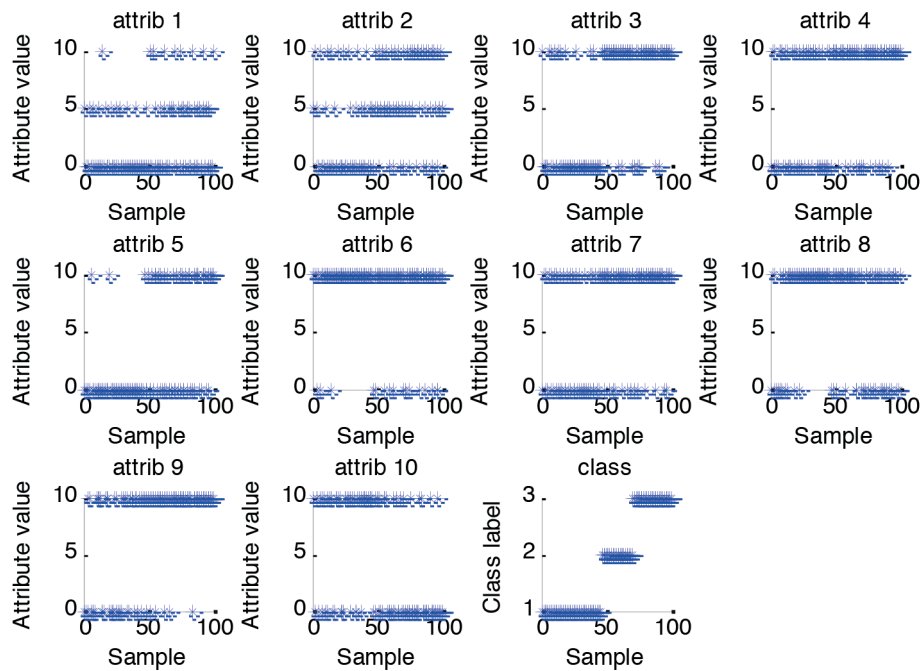 attrib 1 attrib 2 attrib 3 attrib 4
Attribute value 10 5 0 Attribute value 10 5 0 Attribute value 10 5 0 Attribute value 10 5 0
0 50 100 0 50 100 0 50 100 0 50 100
Sample Sample Sample Sample
attrib 5 attrib 6 attrib 7 attrib 8
Attribute value 10 5 0 Attribute value 10 5 0 Attribute value 10 5 0 Attribute value 10 5 0
0 50 100 0 50 100 0 50 100 0 50 100
Sample Sample Sample Sample
attrib 9 attrib 10 class
Attribute value 10 5 0 Attribute value 10 5 0 Class label 3 2 1
0 50 100 0 50 100 0 50 100
Sample Sample Sample